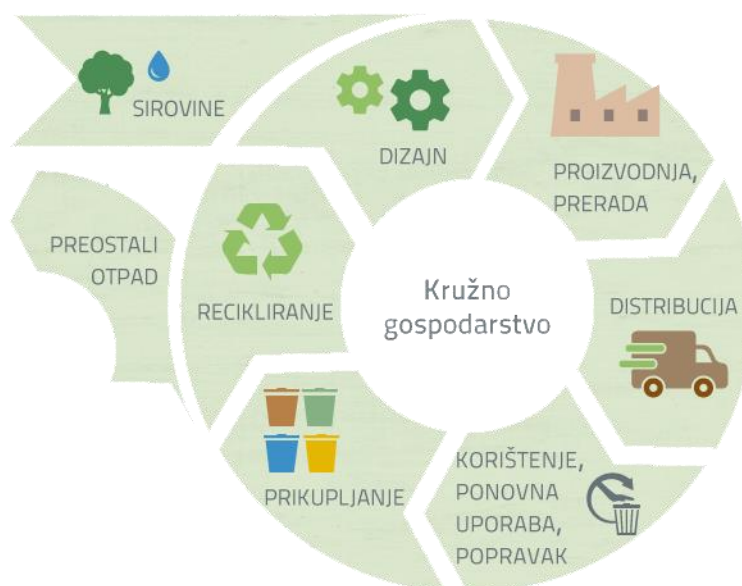 SIROVINE
DIZAJN
PROIZVODNJA,
PRERADA
DISTRIBUCIJA
KORIŠTENJE,
PONOVNA
UPORABA,
POPRAVAK
PRIKUPLJANJE
RECIKLIRANJE
PREOSTALI
OTPAD
Kružno
gospodarstvo